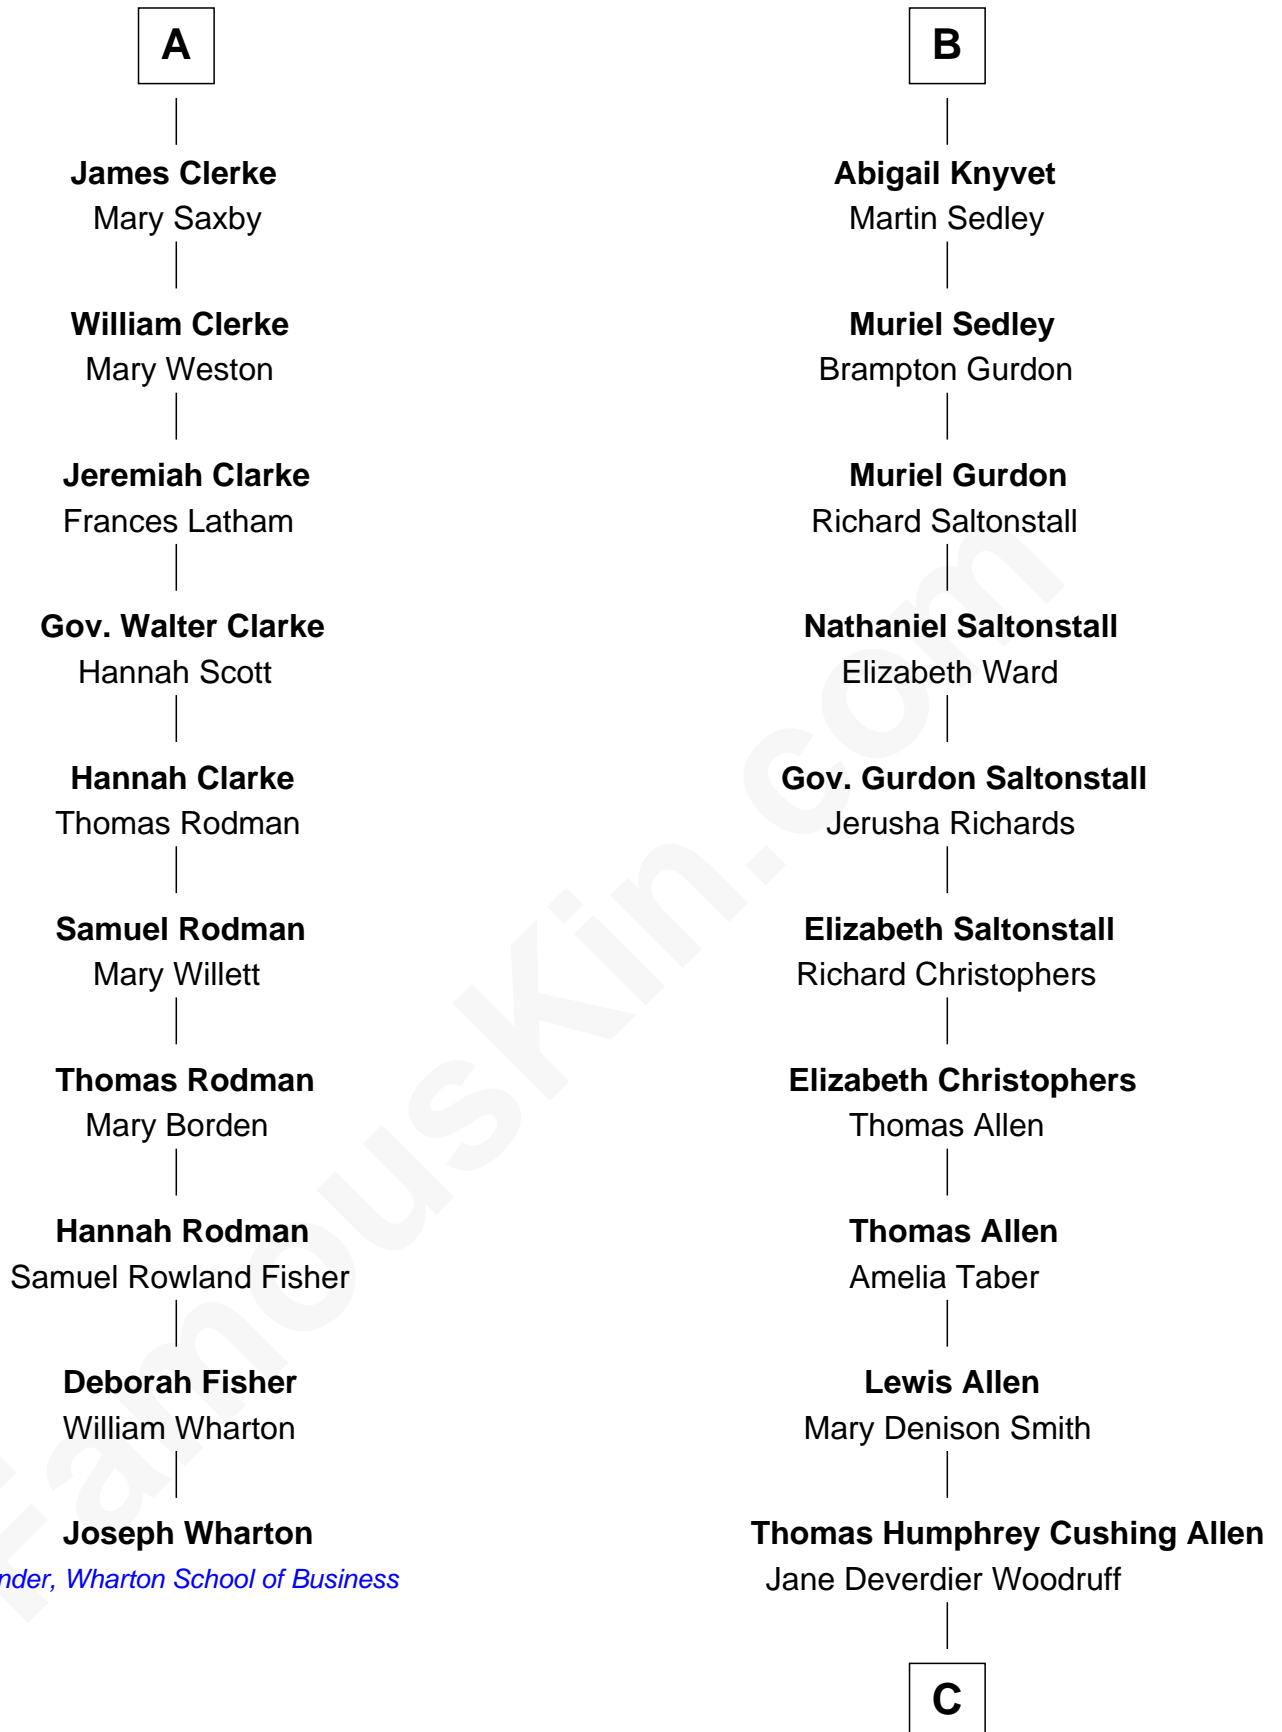 A
James Clerke
Mary Saxby
William Clerke
Mary Weston
Jeremiah Clarke
Frances Latham
Gov. Walter Clarke
Hannah Scott
Hannah Clarke
Thomas Rodman
Samuel Rodman
Mary Willett
Thomas Rodman
Mary Borden
Hannah Rodman
Samuel Rowland Fisher
Deborah Fisher
William Wharton
Joseph Wharton
nder, Wharton School of Business
B
Abigail Knyvet
Martin Sedley
Muriel Sedley
Brampton Gurdon
Muriel Gurdon
Richard Saltonstall
Nathaniel Saltonstall
Elizabeth Ward
Gov. Gurdon Saltonstall
Jerusha Richards
Elizabeth Saltonstall
Richard Christophers
Elizabeth Christophers
Thomas Allen
Thomas Allen
Amelia Taber
Lewis Allen
Mary Denison Smith
Thomas Humphrey Cushing Allen
Jane Deverdier Woodruff
C
FamousKin.com